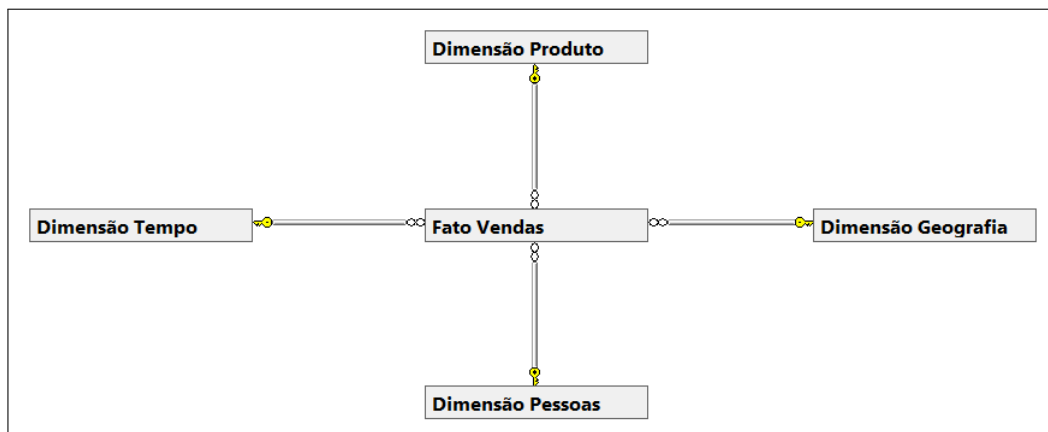 Dimensão Produto
Dimensão Tempo
Fato Vendas
Dimensão Geografia
Dimensão Pessoas